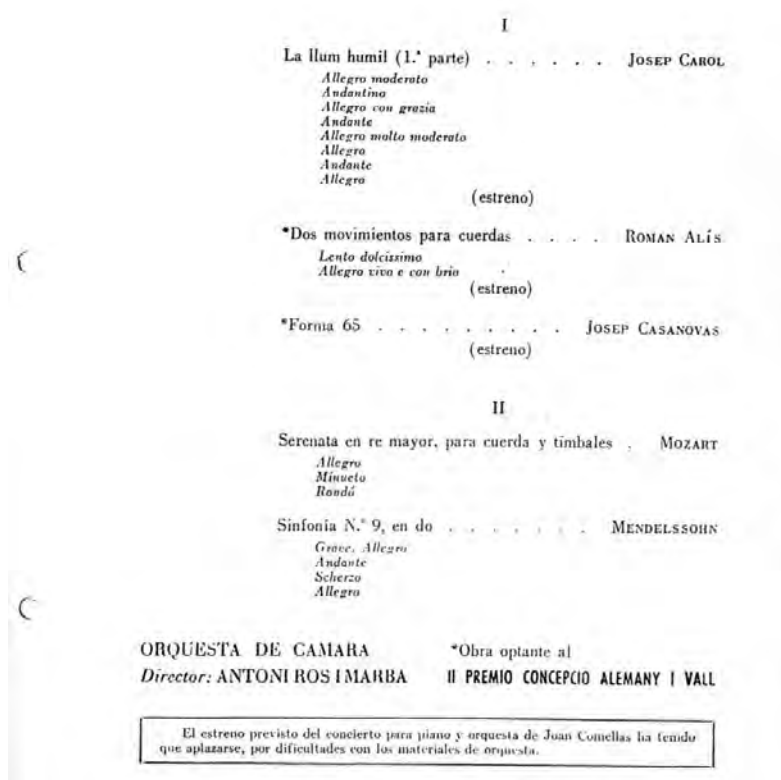 I
La llum humil (1.ª parte) . . . . . . JOSEP CAROL
Allegro moderato
Andantino
Allegro con grazia
Andante
Allegro molto moderato
Allegro
Andante
Allegro
(estreno)
*Dos movimientos para cuerdas . . . . ROMAN ALÍS
Lento dolcissimo
Allegro vivo e con brio
(estreno)
*Forma 65 . . . . . . . . . JOSEP CASANOVAS
(estreno)
II
Serenata en re mayor, para cuerda y timbales . MOZART
Allegro
Minueto
Rondó
Sinfonía N.º 9, en do . . . . . . . MENDELSSOHN
Grave, Allegro
Andante
Scherzo
Allegro
ORQUESTA DE CAMARA *Obra optante al
Director: ANTONI ROS I MARBA II PREMIO CONCEPCIO ALEMANY I VALL
El estreno previsto del concierto para piano y orquesta de Juan Comellas ha tenido
que aplazarse, por dificultades con los materiales de orquesta.